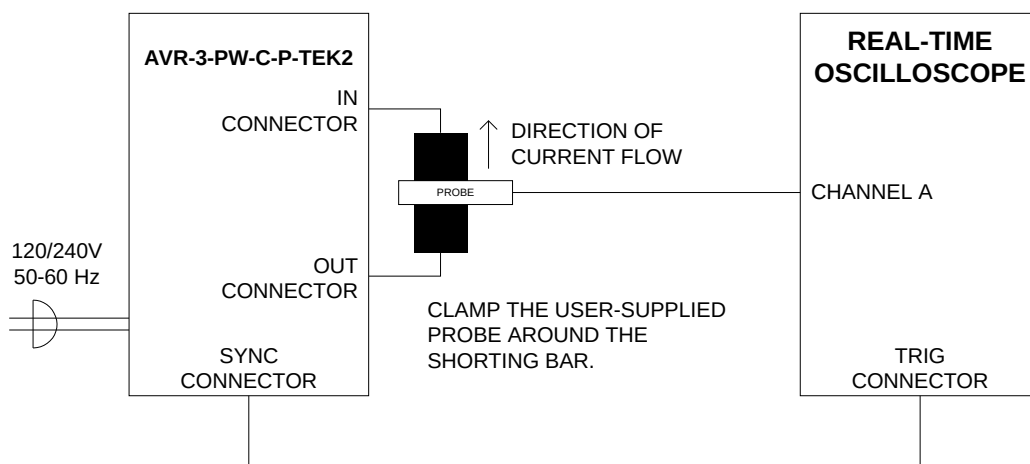 AVR-3-PW-C-P-TEK2
IN
CONNECTOR
OUT
CONNECTOR
SYNC
CONNECTOR
120/240V
50-60 Hz
PROBE
DIRECTION OF
CURRENT FLOW
CLAMP THE USER-SUPPLIED
PROBE AROUND THE
SHORTING BAR.
REAL-TIME
OSCILLOSCOPE
CHANNEL A
TRIG
CONNECTOR